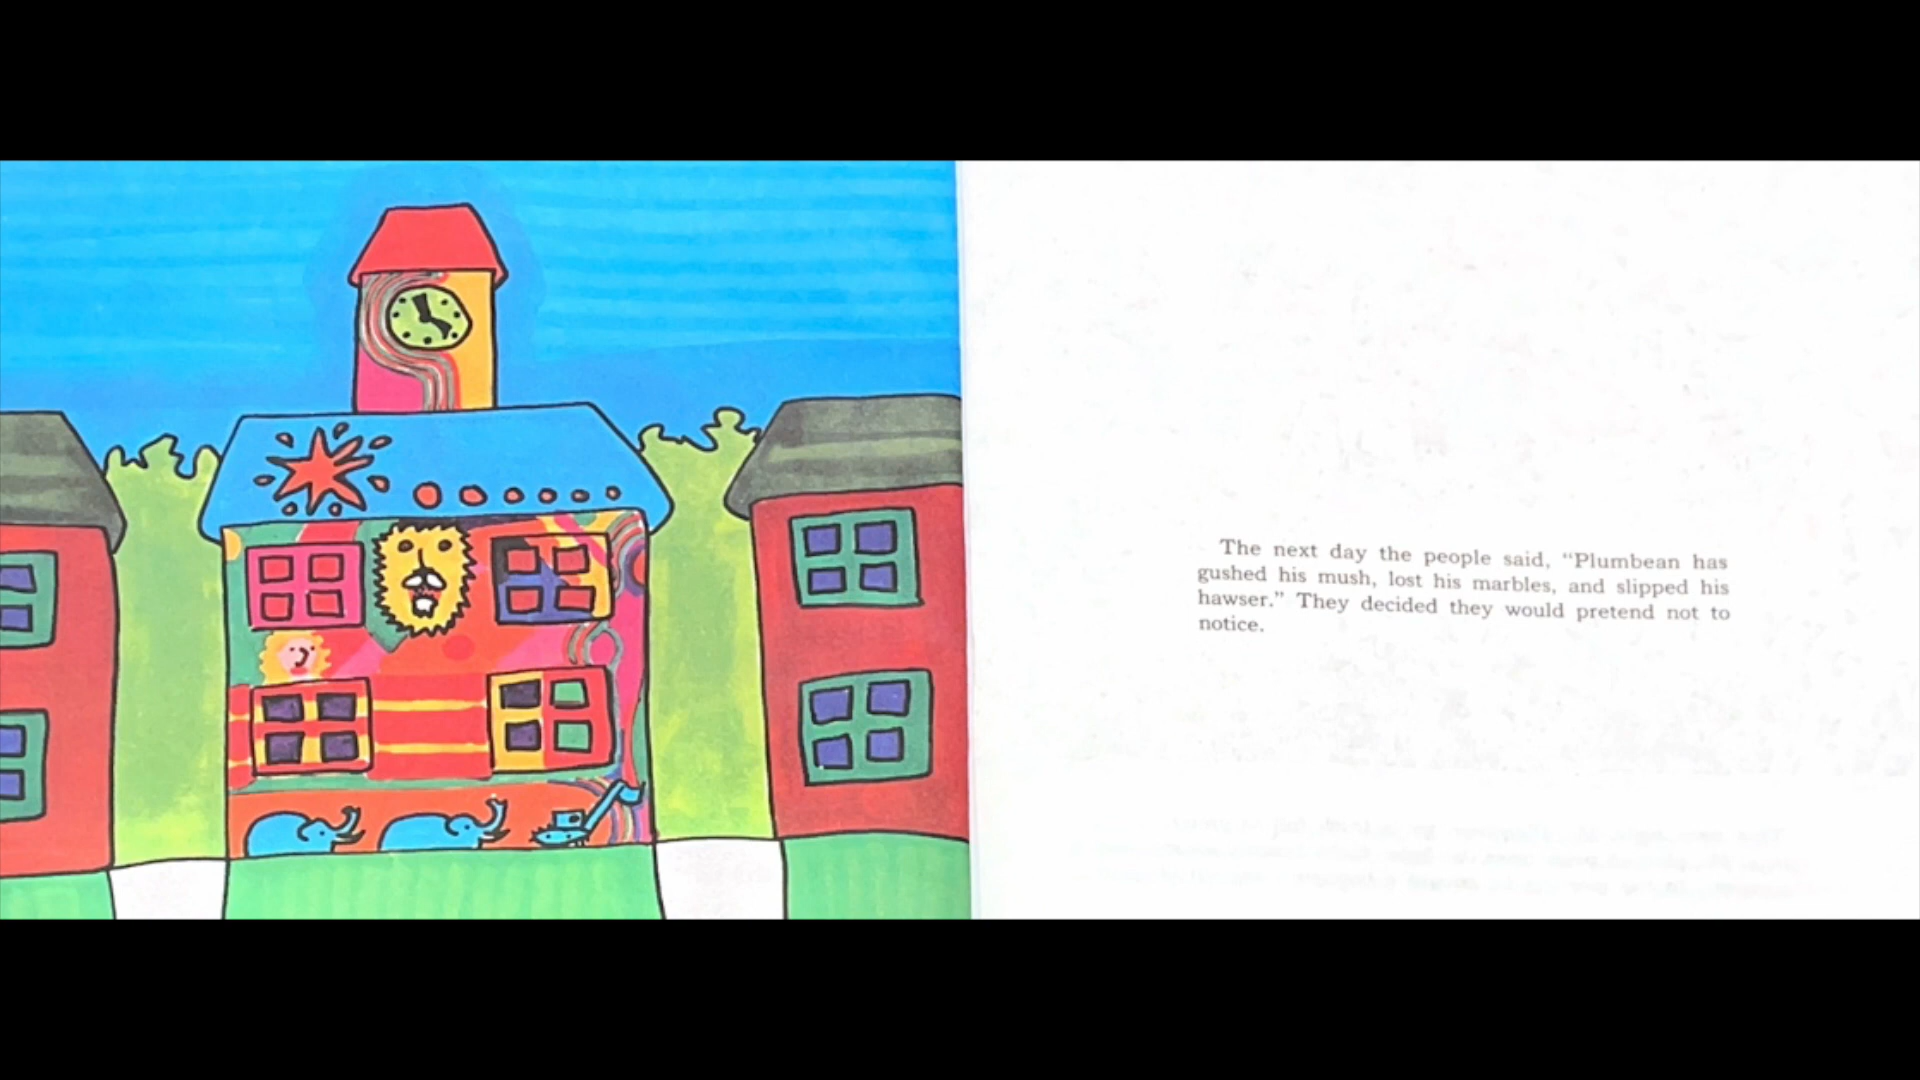 The next day the people said, “Plumbean has
gushed his mush, lost his marbles, and slipped his
hawser.” They decided they would pretend not to
notice.